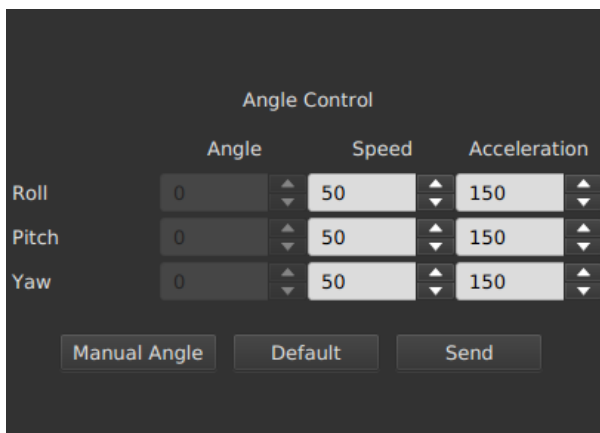 Angle Control
Angle Speed Acceleration
Roll 0 50 150
Pitch 0 50 150
Yaw 0 50 150
Manual Angle Default Send